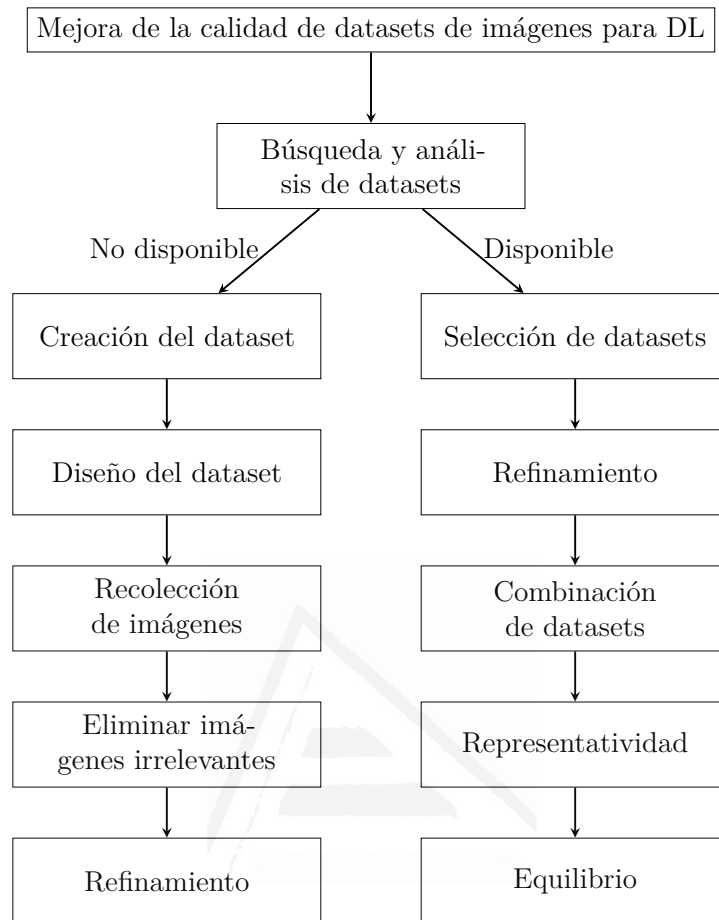 Mejora de la calidad de datasets de imágenes para DL
Búsqueda y análi-
sis de datasets
No disponible
Disponible
Creación del dataset
Selección de datasets
Diseño del dataset
Refinamiento
Recolección
de imágenes
Combinación
de datasets
Eliminar imá-
genes irrelevantes
Representatividad
Refinamiento
Equilibrio